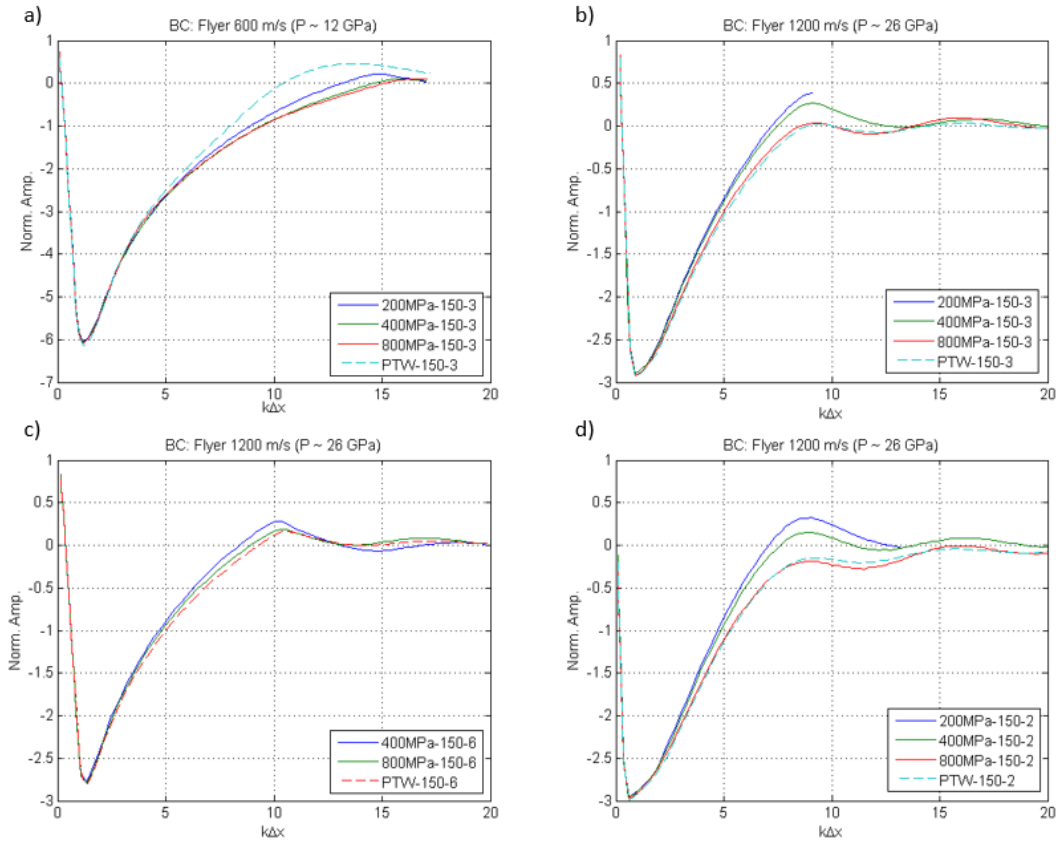 a)
BC: Flyer 600 m/s (P ~ 12 GPa)
1
0
-1
-2
-3
-4
-5
-6
-7
Norm. Amp.
0 5 10 15 20
k∆x
200MPa-150-3
400MPa-150-3
800MPa-150-3
PTW-150-3
b)
BC: Flyer 1200 m/s (P ~ 26 GPa)
1
0.5
0
-0.5
-1
-1.5
-2
-2.5
-3
Norm. Amp.
0 5 10 15 20
k∆x
200MPa-150-3
400MPa-150-3
800MPa-150-3
PTW-150-3
c)
BC: Flyer 1200 m/s (P ~ 26 GPa)
1
0.5
0
-0.5
-1
-1.5
-2
-2.5
-3
Norm. Amp.
0 5 10 15 20
k∆x
400MPa-150-6
800MPa-150-6
PTW-150-6
d)
BC: Flyer 1200 m/s (P ~ 26 GPa)
1
0.5
0
-0.5
-1
-1.5
-2
-2.5
-3
Norm. Amp.
0 5 10 15 20
k∆x
200MPa-150-2
400MPa-150-2
800MPa-150-2
PTW-150-2